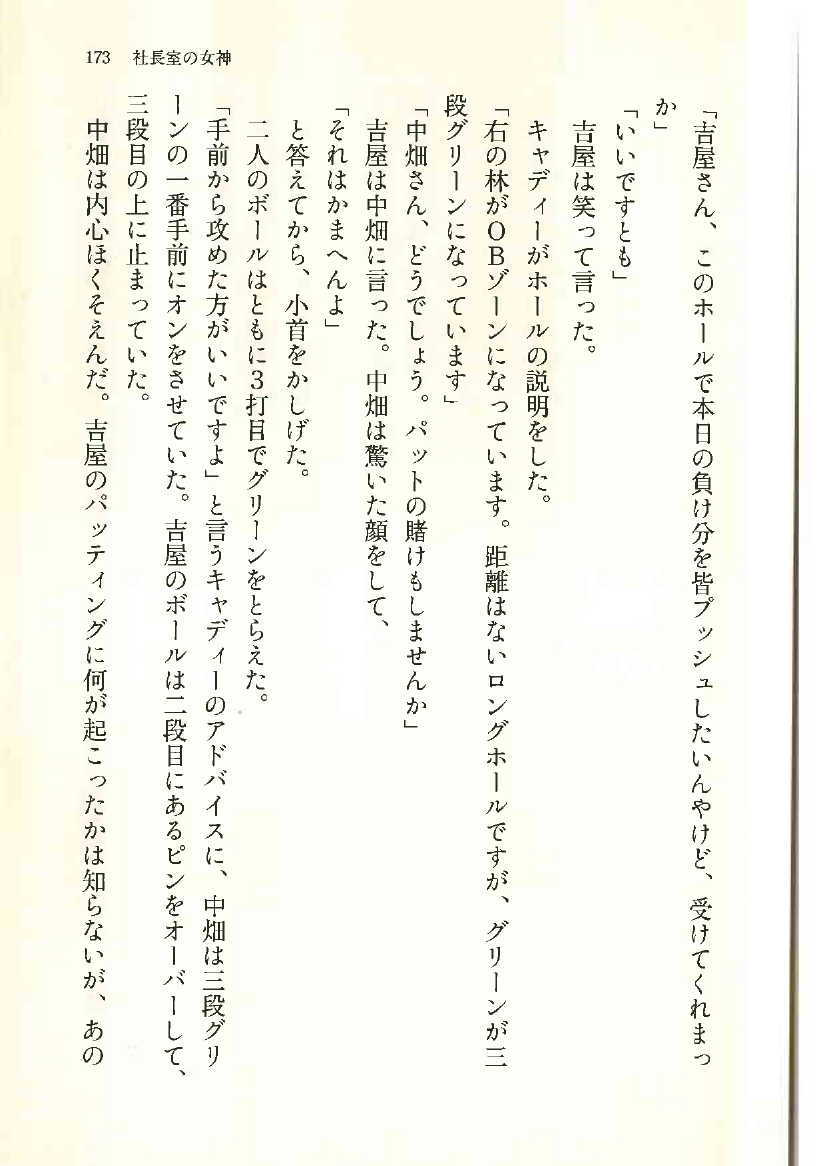 173 社長室の女神
「吉屋さん、このホールで本日の負け分を皆プッシュしたいんやけど、受けてくれまっ
か」
「いいですとも」
吉屋は笑って言った。
キャディーがホールの説明をした。
「右の林がOBゾーンになっています。距離はないロングホールですが、グリーンが三
段グリーンになっています」
「中畑さん、どうでしょう。パットの賭けもしませんか」
吉屋は中畑に言った。中畑は驚いた顔をして、
「それはかまへんよ」
と答えてから、小首をかしげた。
二人のボールはともに3打目でグリーンをとらえた。
「手前から攻めた方がいいですよ」と言うキャディーのアドバイスに、中畑は三段グリ
ーンの一番手前にオンをさせていた。吉屋のボールは二段目にあるピンをオーバーして、
三段目の上に止まっていた。
中畑は内心ほくそえんだ。吉屋のパッティングに何が起こったかは知らないが、あの